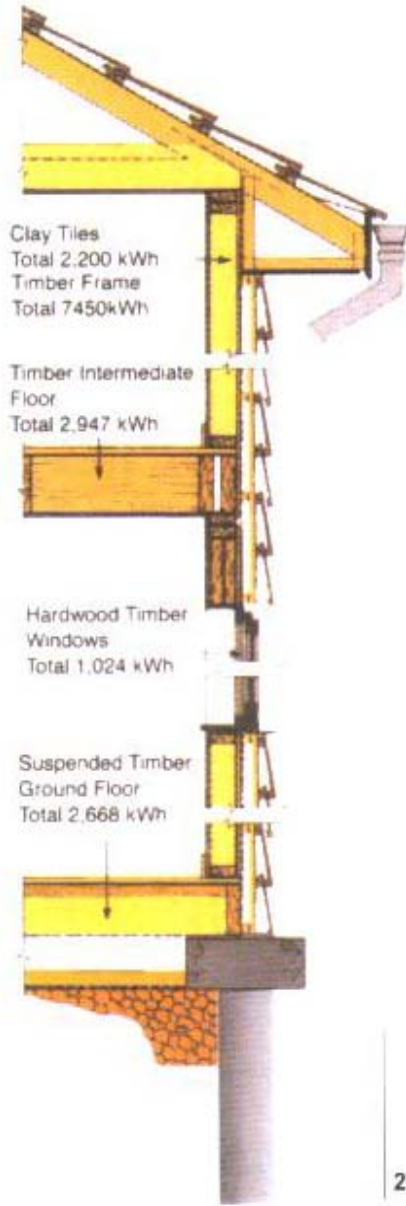 Clay Tiles
Total 2,200 kWh
Timber Frame
Total 7450kWh
Timber Intermediate
Floor
Total 2,947 kWh
Hardwood Timber
Windows
Total 1,024 kWh
Suspended Timber
Ground Floor
Total 2,668 kWh
2